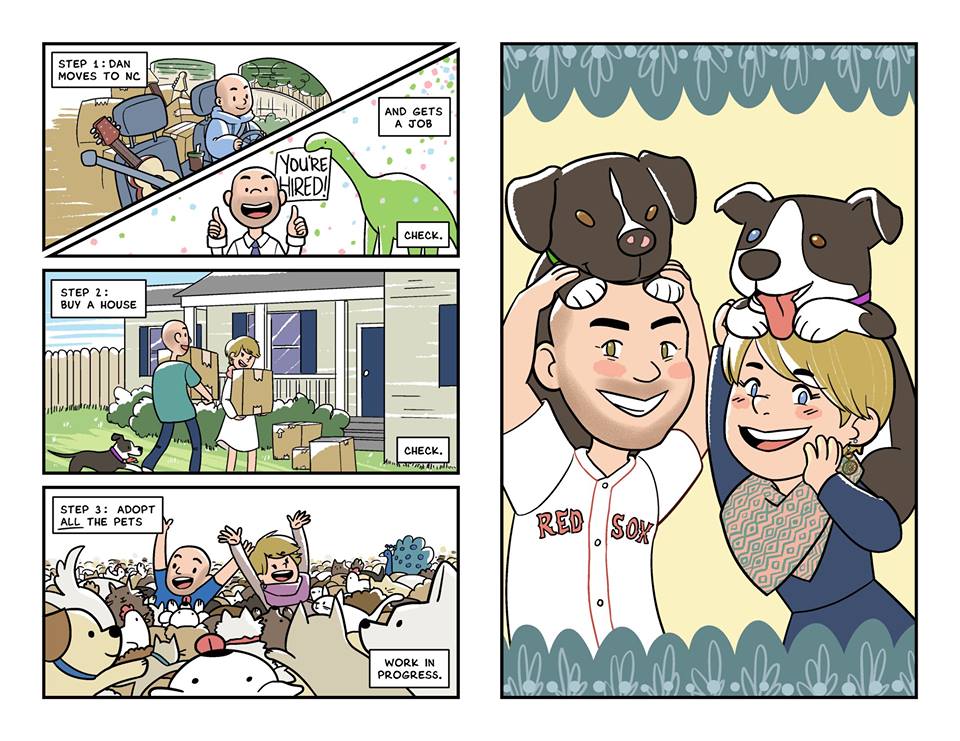 STEP 1: DAN
MOVES TO NC
AND GETS
A JOB
YOU'RE
HIRED!
CHECK.
STEP 2:
BUY A HOUSE
CHECK.
STEP 3: ADOPT
ALL THE PETS
WORK IN
PROGRESS.
RED SOX